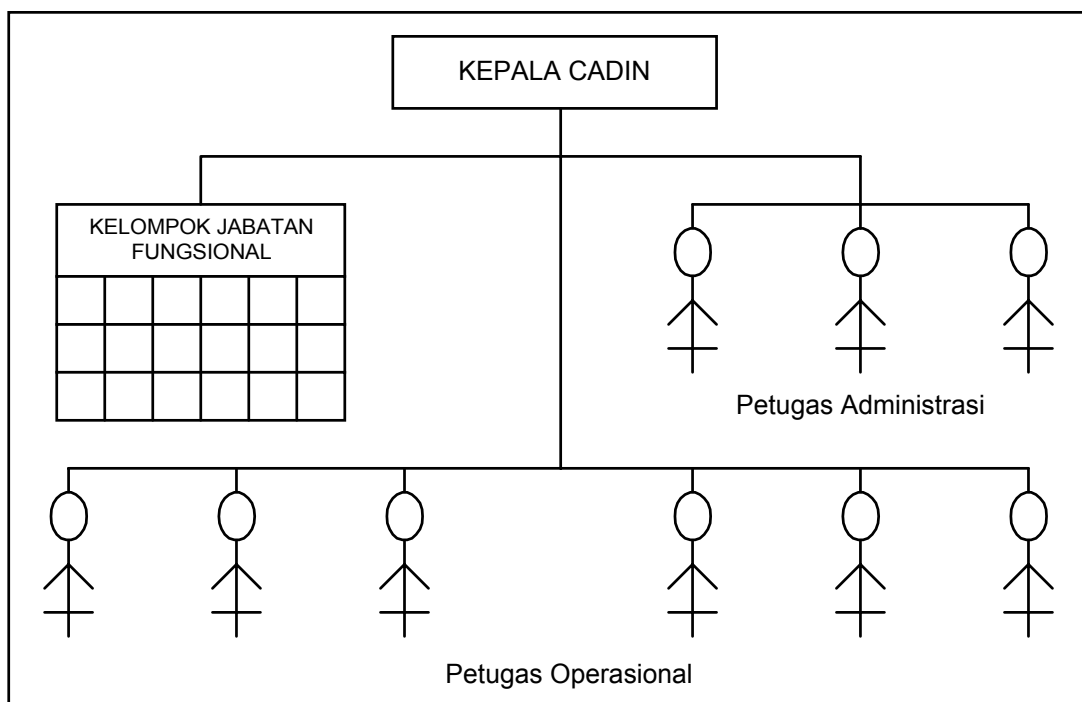 KEPALA CADIN
KELOMPOK JABATAN
FUNGSIONAL
Petugas Administrasi
Petugas Operasional